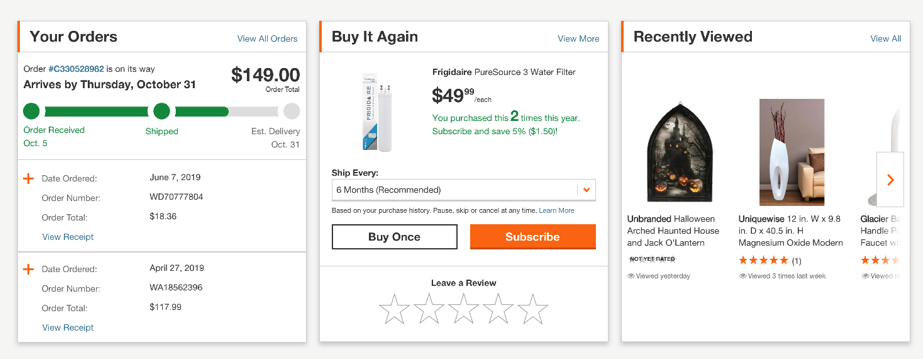 Your Orders
View All Orders
Order #C330528982 is on its way
Arrives by Thursday, October 31
$149.00
Order Total
Order Received
Oct. 5
Shipped
Est. Delivery
Oct. 31
Date Ordered: June 7, 2019
Order Number: WD70777804
Order Total: $18.36
View Receipt
Date Ordered: April 27, 2019
Order Number: WA18562396
Order Total: $117.99
View Receipt
Buy It Again
View More
FRIGIDAIRE
Frigidaire PureSource 3 Water Filter
$4999/each
You purchased this 2 times this year.
Subscribe and save 5% ($1.50)!
Ship Every:
6 Months (Recommended)
Based on your purchase history. Pause, skip or cancel at any time. Learn More
Buy Once
Subscribe
Leave a Review
Recently Viewed
View All
Unbranded Halloween
Arched Haunted House
and Jack O'Lantern
NOT YET RATED
Viewed yesterday
Uniquewise 12 in. W x 9.8
in. D x 40.5 in. H
Magnesium Oxide Modern
(1)
Viewed 3 times last week
Glacier Ba
Handle P
Faucet wi
Viewed